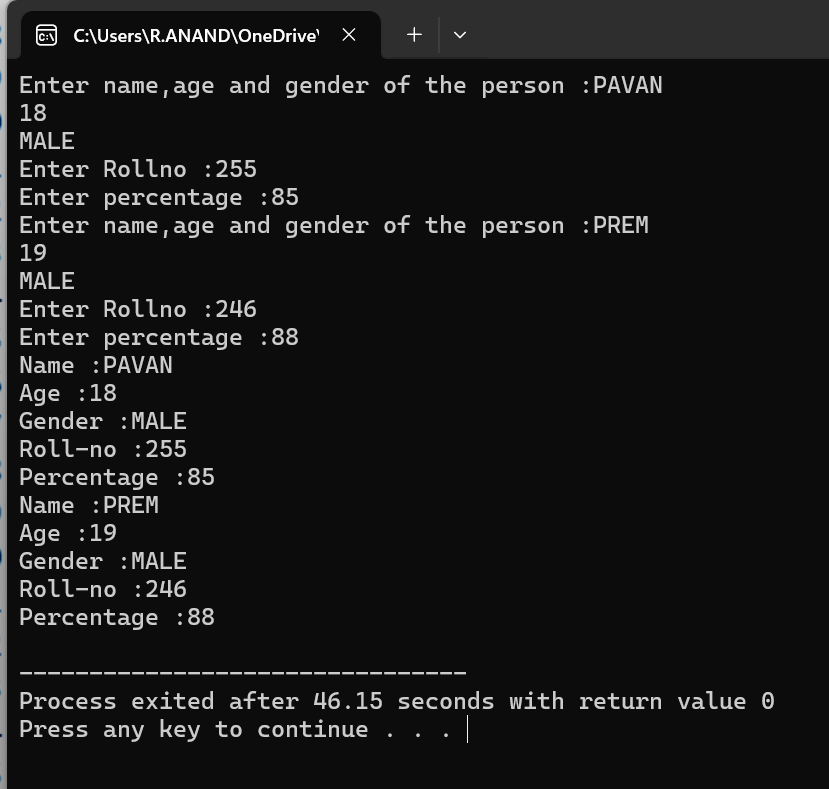 C:\Users\R.ANAND\OneDrive\
Enter name,age and gender of the person :PAVAN
18
MALE
Enter Rollno :255
Enter percentage :85
Enter name,age and gender of the person :PREM
19
MALE
Enter Rollno :246
Enter percentage :88
Name :PAVAN
Age :18
Gender :MALE
Roll-no :255
Percentage :85
Name :PREM
Age :19
Gender :MALE
Roll-no :246
Percentage :88
--------------------------------
Process exited after 46.15 seconds with return value 0
Press any key to continue . . .